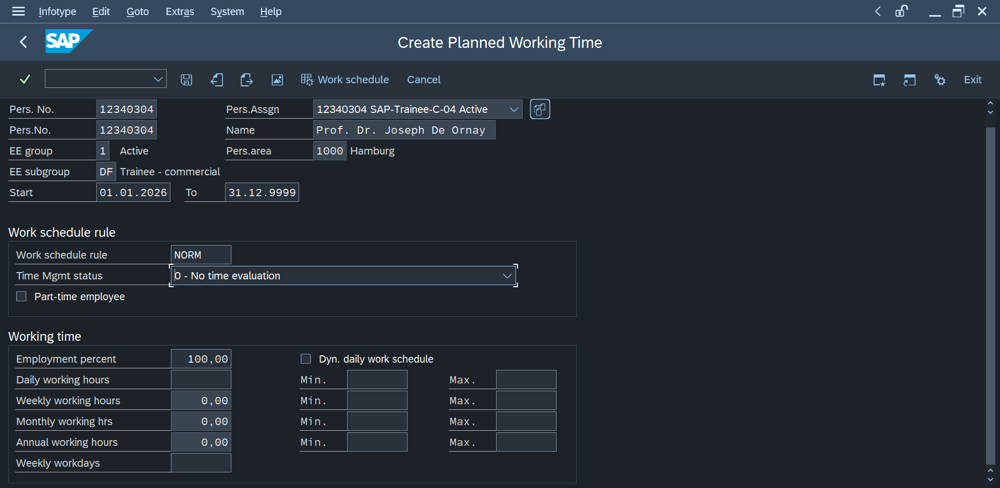 Infotype Edit Goto Extras System Help
SAP Create Planned Working Time
Work schedule Cancel Exit
Pers. No. 12340304 Pers.Assgn 12340304 SAP-Trainee-C-04 Active
Pers.No. 12340304 Name Prof. Dr. Joseph De Ornay
EE group 1 Active Pers.area 1000 Hamburg
EE subgroup DF Trainee - commercial
Start 01.01.2026 To 31.12.9999
Work schedule rule
Work schedule rule NORM
Time Mgmt status 0 - No time evaluation
Part-time employee
Working time
Employment percent 100,00 Dyn. daily work schedule
Daily working hours Min. Max.
Weekly working hours 0,00 Min. Max.
Monthly working hrs 0,00 Min. Max.
Annual working hours 0,00 Min. Max.
Weekly workdays